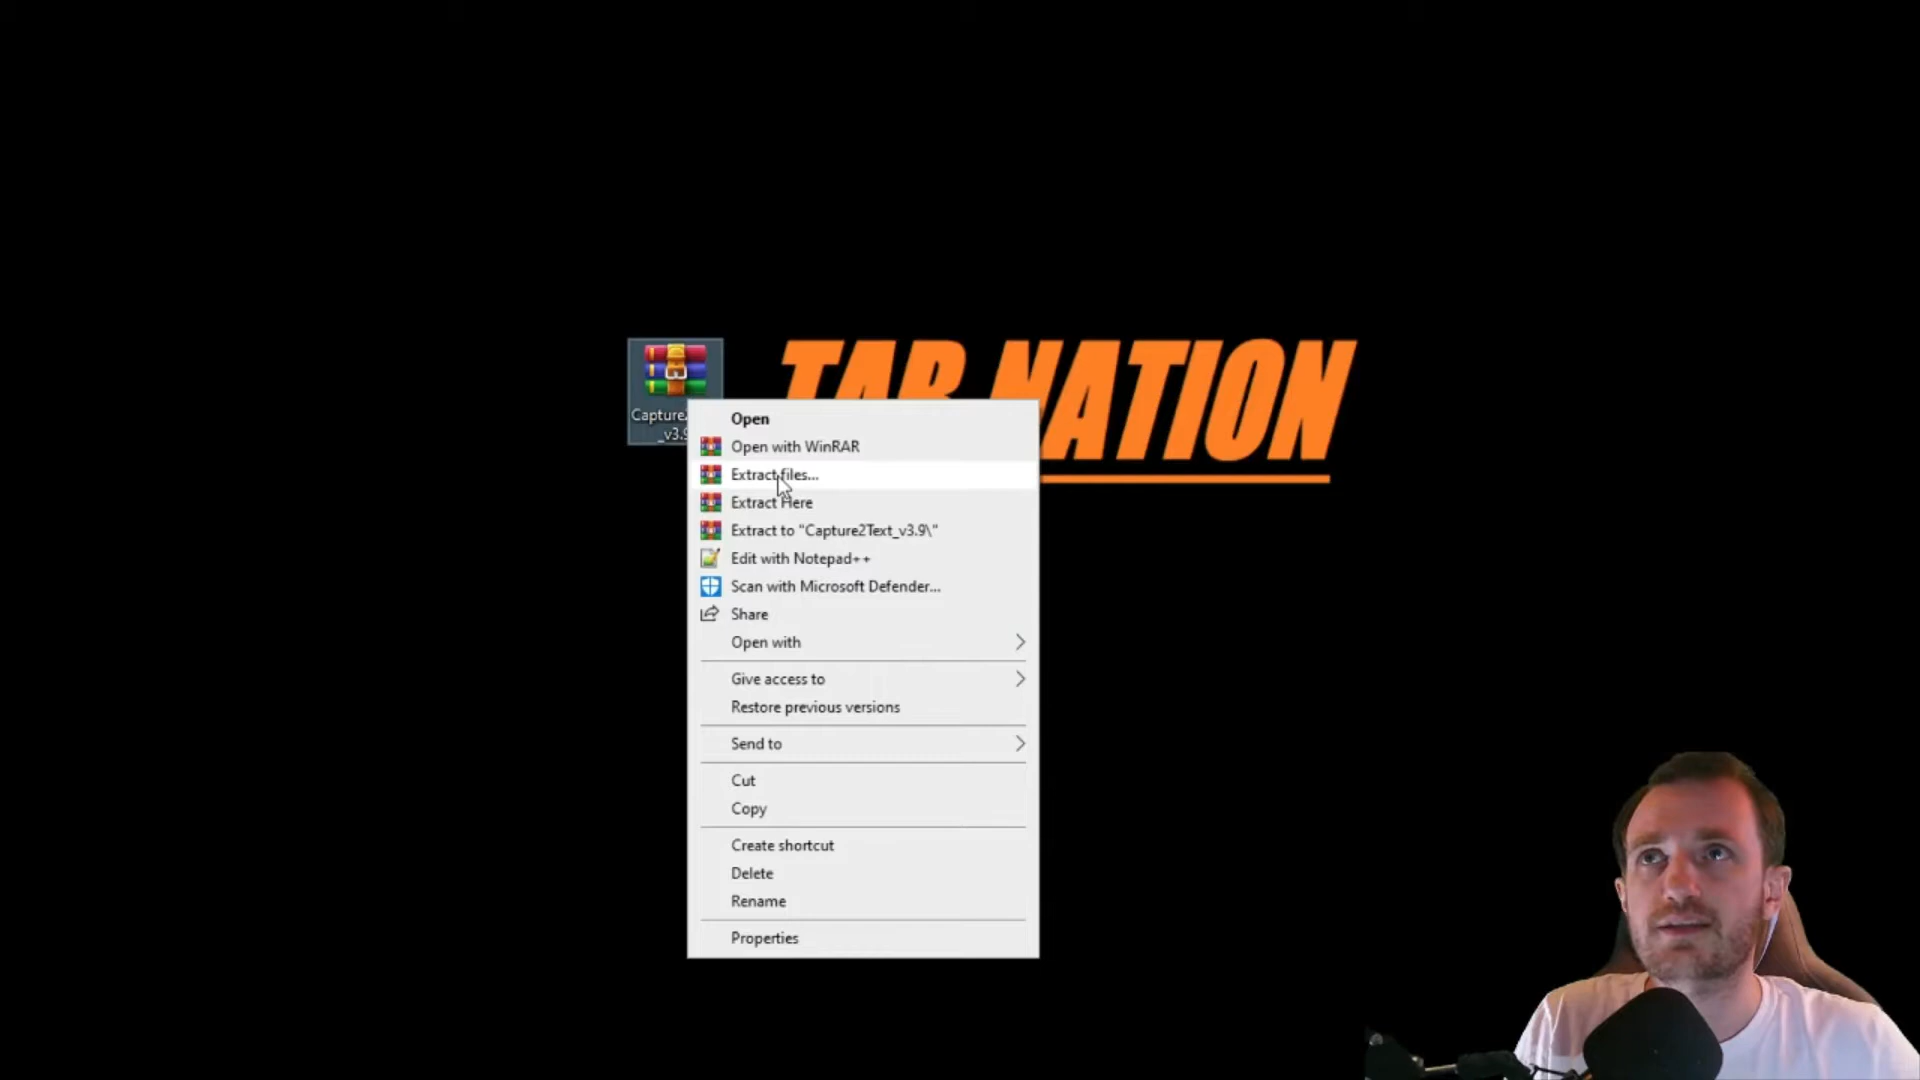 TAB NATION
Capture
_v3.9
Open
Open with WinRAR
Extract files...
Extract Here
Extract to "Capture2Text_v3.9\"
Edit with Notepad++
Scan with Microsoft Defender...
Share
Open with
Give access to
Restore previous versions
Send to
Cut
Copy
Create shortcut
Delete
Rename
Properties